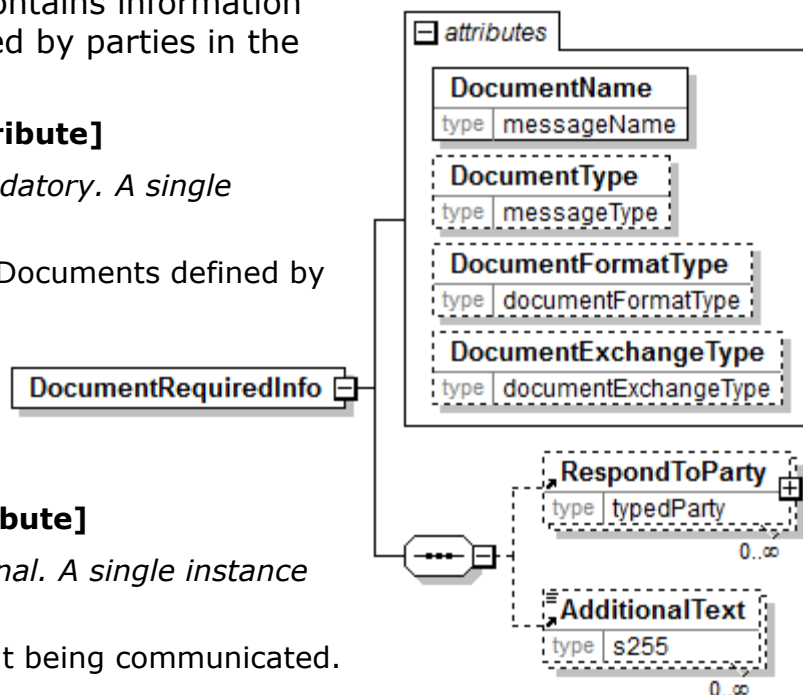 ontains information
ed by parties in the
ribute]
datory. A single
Documents defined by
ibute]
nal. A single instance
t being communicated.
DocumentRequiredInfo
attributes
DocumentName
type messageName
DocumentType
type messageType
DocumentFormatType
type documentFormatType
DocumentExchangeType
type documentExchangeType
RespondToParty
type typedParty
0..∞
AdditionalText
type s255
0..∞